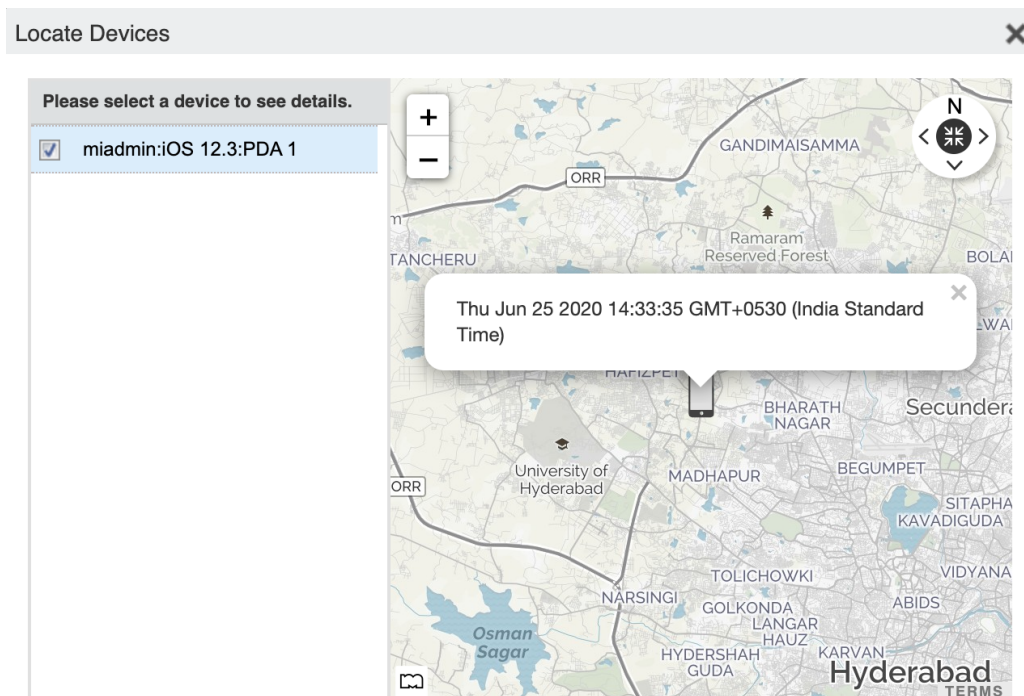 Locate Devices
Please select a device to see details.
miadmin:iOS 12.3:PDA 1
+
−
N
GANDIMAISAMMA
ORR
m
Ramaram
Reserved Forest
TANCHERU
BOLA
Thu Jun 25 2020 14:33:35 GMT+0530 (India Standard
Time)
WA
HAFIZPET
BHARATH
NAGAR
Secundera
University of
Hyderabad
MADHAPUR
BEGUMPET
ORR
SITAPHA
KAVADIGUDA
TOLICHOWKI
VIDYANA
NARSINGI
GOLKONDA
ABIDS
LANGAR
HAUZ
Osman
Sagar
HYDERSHAH
GUDA
KARVAN
Hyderabad
TERMS